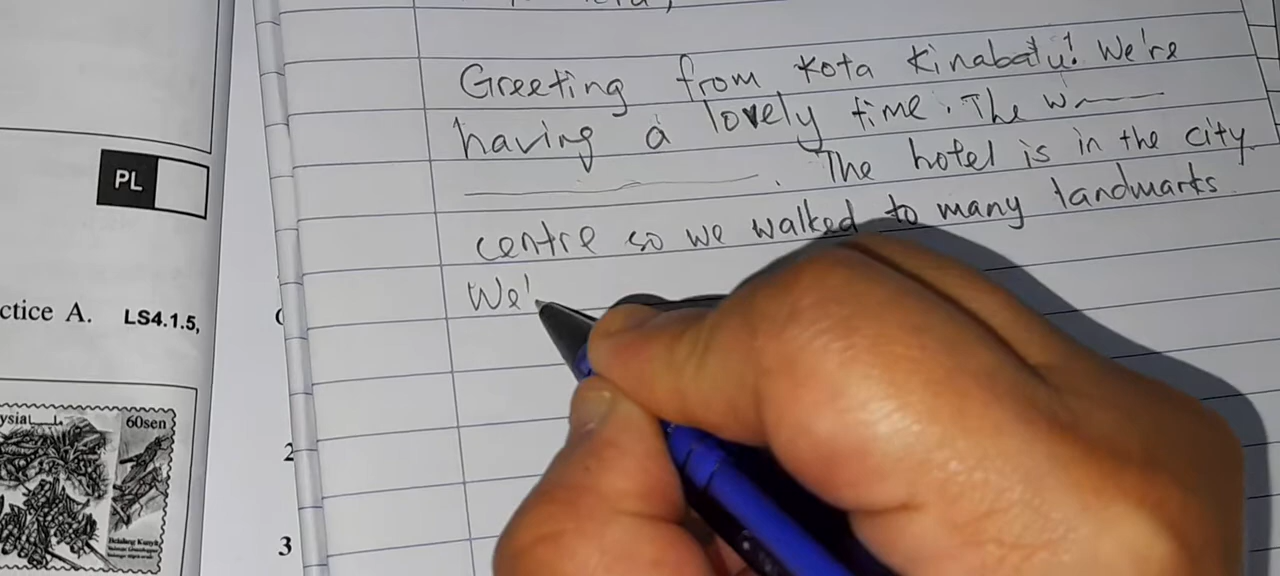 Greeting from Kota Kinabalu! We're
having a lovely time. The w
. The hotel is in the city
centre so we walked to many landmarks
We'
PL
ctice A. LS4.1.5,
ysia 60sen
2
3